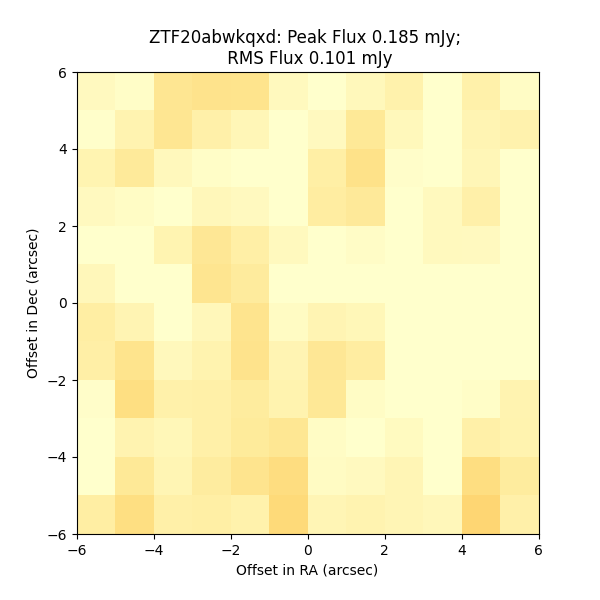 ZTF20abwkqxd: Peak Flux 0.185 mJy;
RMS Flux 0.101 mJy
6
4
2
0
−2
−4
−6
Offset in Dec (arcsec)
−6 −4 −2 0 2 4 6
Offset in RA (arcsec)